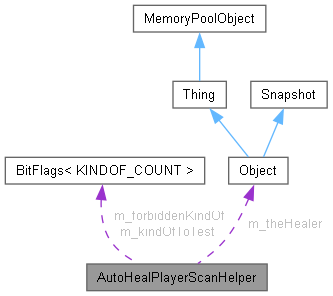 MemoryPoolObject
Thing
Snapshot
BitFlags< KINDOF_COUNT >
Object
m_forbiddenKindOf
m_kindOfToTest
m_theHealer
AutoHealPlayerScanHelper